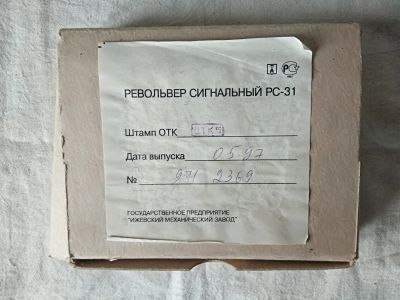 РЕВОЛЬВЕР СИГНАЛЬНЫЙ РС-31
Штамп ОТК
Дата выпуска 05.97
№ 971 2369
ГОСУДАРСТВЕННОЕ ПРЕДПРИЯТИЕ
"ИЖЕВСКИЙ МЕХАНИЧЕСКИЙ ЗАВОД"